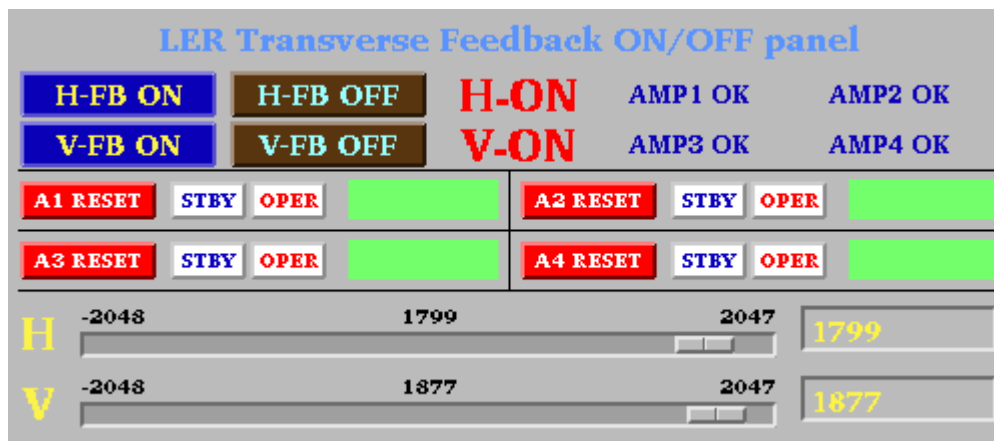 LER Transverse Feedback ON/OFF panel
H-FB ON H-FB OFF H-ON AMP1 OK AMP2 OK
V-FB ON V-FB OFF V-ON AMP3 OK AMP4 OK
A1 RESET STBY OPER A2 RESET STBY OPER
A3 RESET STBY OPER A4 RESET STBY OPER
H -2048 1799 2047 1799
V -2048 1877 2047 1877